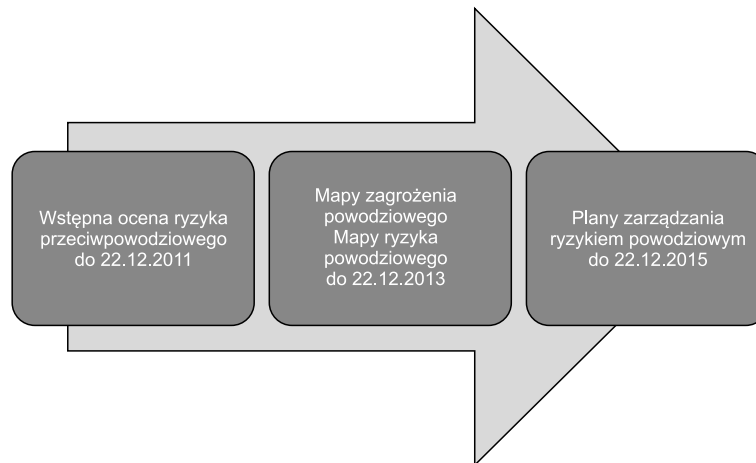 Wstępna ocena ryzyka
przeciwpowodziowego
do 22.12.2011
Mapy zagrożenia
powodziowego
Mapy ryzyka
powodziowego
do 22.12.2013
Plany zarządzania
ryzykiem powodziowym
do 22.12.2015